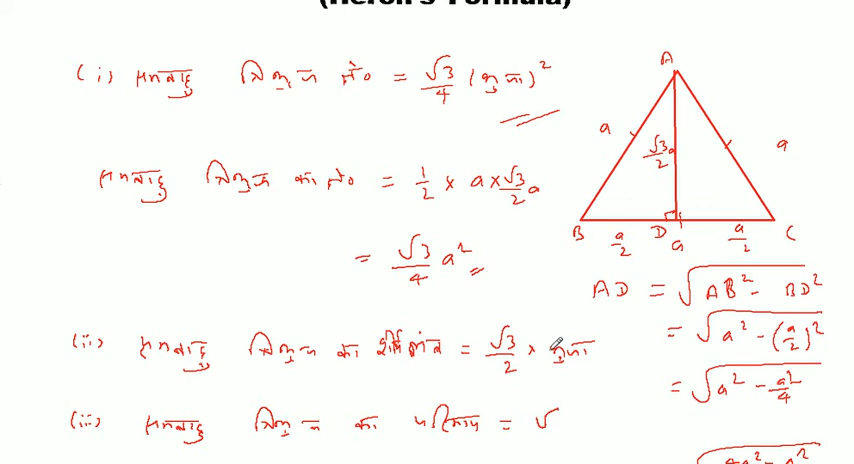 (Heron's Formula)
(i) समबाहु त्रिभुज क्षे० = √3/4 (भुजा)²
समबाहु त्रिभुज का क्षे० = 1/2 × a × √3/2 a
= √3/4 a²
(ii) समबाहु त्रिभुज का शीर्षलंब = √3/2 × भुजा
(iii) समबाहु त्रिभुज का परिमाप = √
A
a
√3/2 a
a
B
a/2
D
a
a/2
C
AD = √AB² - BD²
= √a² - (a/2)²
= √a² - a²/4